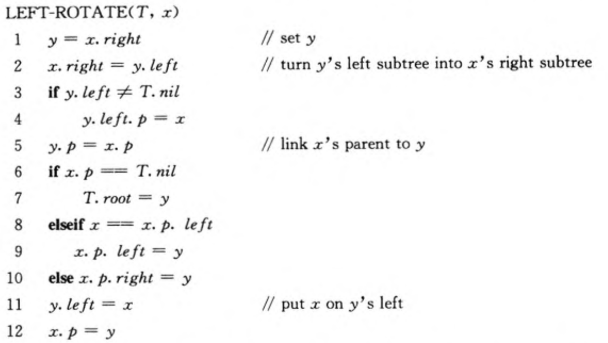 LEFT-ROTATE(T, x)
1 y = x. right // set y
2 x. right = y. left // turn y's left subtree into x's right subtree
3 if y. left ≠ T. nil
4 y. left. p = x
5 y. p = x. p // link x's parent to y
6 if x. p == T. nil
7 T. root = y
8 elseif x == x. p. left
9 x. p. left = y
10 else x. p. right = y
11 y. left = x // put x on y's left
12 x. p = y